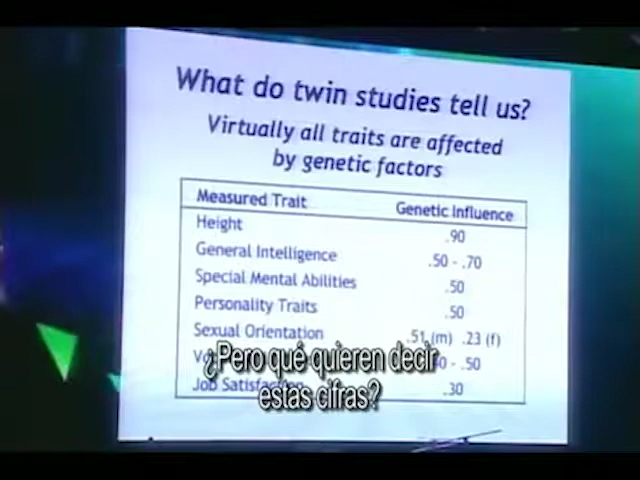 What do twin studies tell us?
Virtually all traits are affected
by genetic factors
Measured Trait Genetic Influence
Height .90
General Intelligence .50 - .70
Special Mental Abilities .50
Personality Traits .50
Sexual Orientation .51 (m) .23 (f)
- .50
Job Satisfaction .30
¿Pero qué quieren decir
estas cifras?